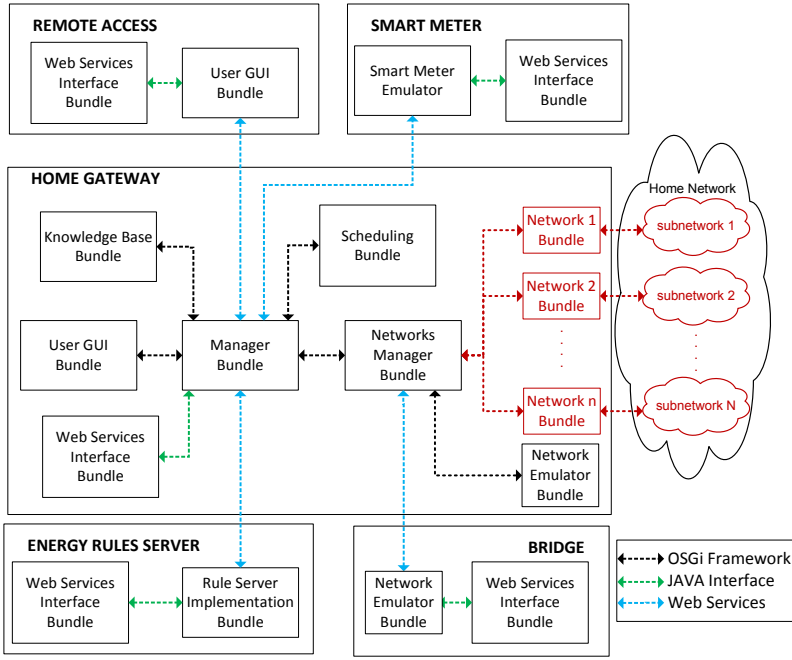 REMOTE ACCESS
Web Services
Interface
Bundle
User GUI
Bundle
SMART METER
Smart Meter
Emulator
Web Services
Interface
Bundle
HOME GATEWAY
Knowledge Base
Bundle
Scheduling
Bundle
User GUI
Bundle
Manager
Bundle
Networks
Manager
Bundle
Web Services
Interface
Bundle
Network 1
Bundle
Network 2
Bundle
Network n
Bundle
Network
Emulator
Bundle
Home Network
subnetwork 1
subnetwork 2
subnetwork N
ENERGY RULES SERVER
Web Services
Interface
Bundle
Rule Server
Implementation
Bundle
BRIDGE
Network
Emulator
Bundle
Web Services
Interface
Bundle
OSGi Framework
JAVA Interface
Web Services